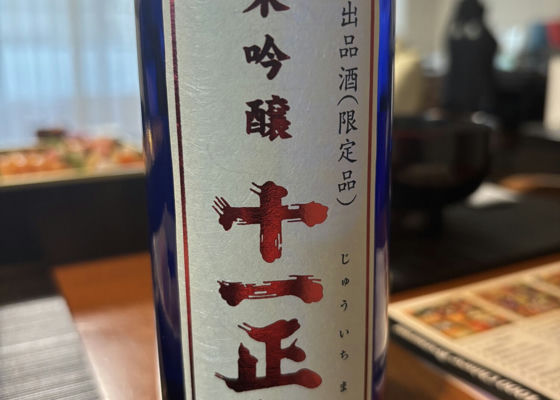 出品酒(限定品)
じゅういちま
米吟醸
十一正